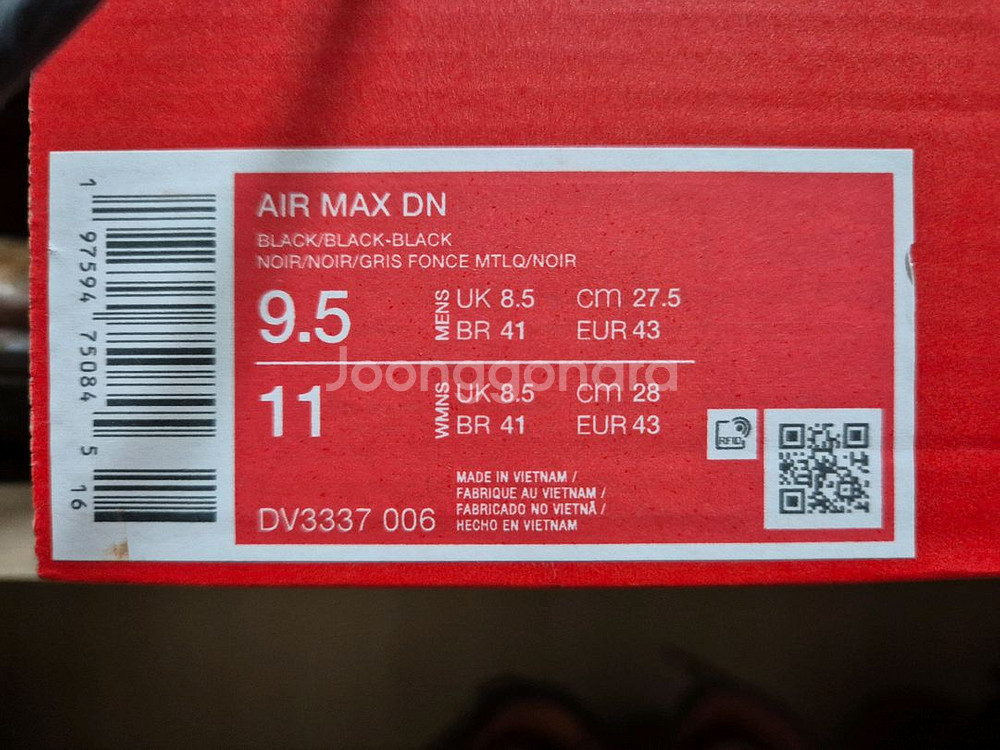 AIR MAX DN
BLACK/BLACK-BLACK
NOIR/NOIR/GRIS FONCE MTLQ/NOIR
9.5 MENS UK 8.5 cm 27.5
BR 41 EUR 43
Joonggonara
11 WMNS UK 8.5 cm 28
BR 41 EUR 43
RFID
MADE IN VIETNAM /
FABRIQUE AU VIETNAM /
FABRICADO NO VIETNÃ /
DV3337 006 HECHO EN VIETNAM
1 97594 75084 5 16